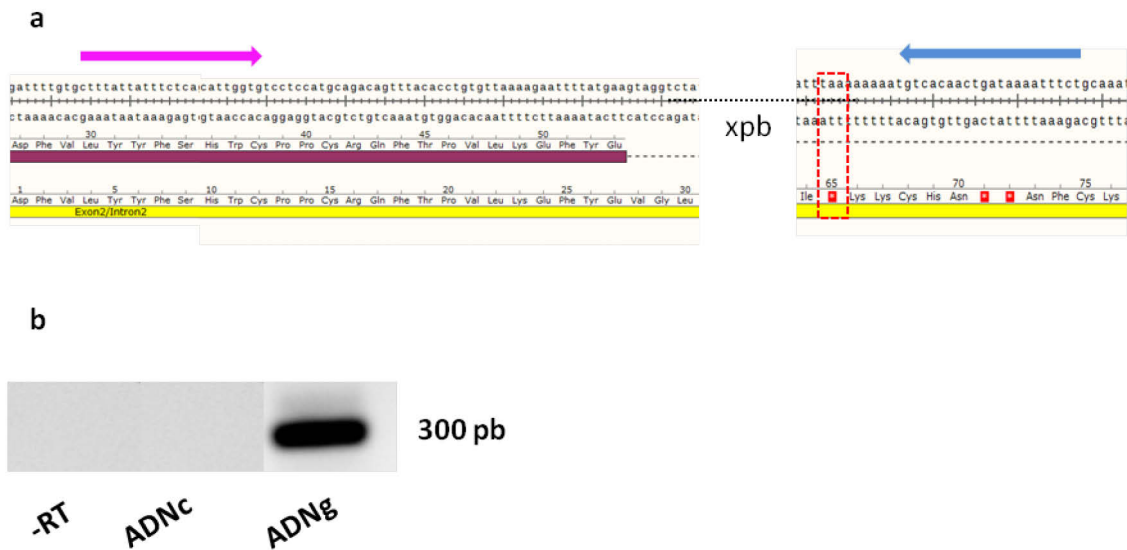 a
gattttgtgctttattatttctcacattggtgtcctccatgcagacagtttacacctgtgttaaaagaattttatgaagtaggtcta
ctaaaacacgaaataataaagagtgtaaccacaggaggtacgtctgtcaaatgtggacacaattttcttaaaatacttcatccagata
30 40 45 50
Asp Phe Val Leu Tyr Tyr Phe Ser His Trp Cys Pro Pro Cys Arg Gln Phe Thr Pro Val Leu Lys Glu Phe Tyr Glu
1 5 10 15 20 25 30
Asp Phe Val Leu Tyr Tyr Phe Ser His Trp Cys Pro Pro Cys Arg Gln Phe Thr Pro Val Leu Lys Glu Phe Tyr Glu Val Gly Leu
Exon2/Intron2
xpb
atttaaaaaaaatgtcacaactgataaaatttctgcaaat
taaattttttttacagtgttgactattttaaagacgttta
65 70 75
Ile * Lys Lys Cys His Asn * * Asn Phe Cys Lys
b
300 pb
-RT ADNc ADNg